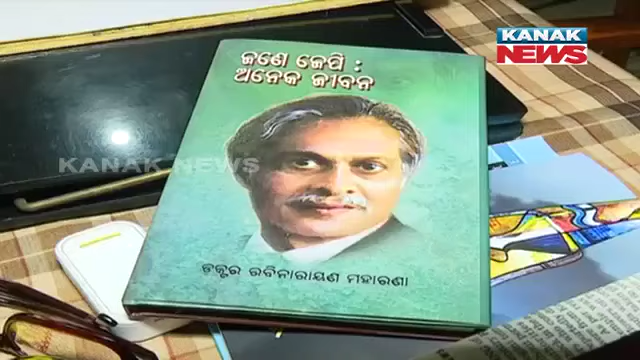 KANAK
NEWS
ଜଣେ ଜେପି :
ଅନେକ ଜୀବନ
KANAK NEWS
ଡକ୍ଟର ରବିନାରାୟଣ ମହାରଣା